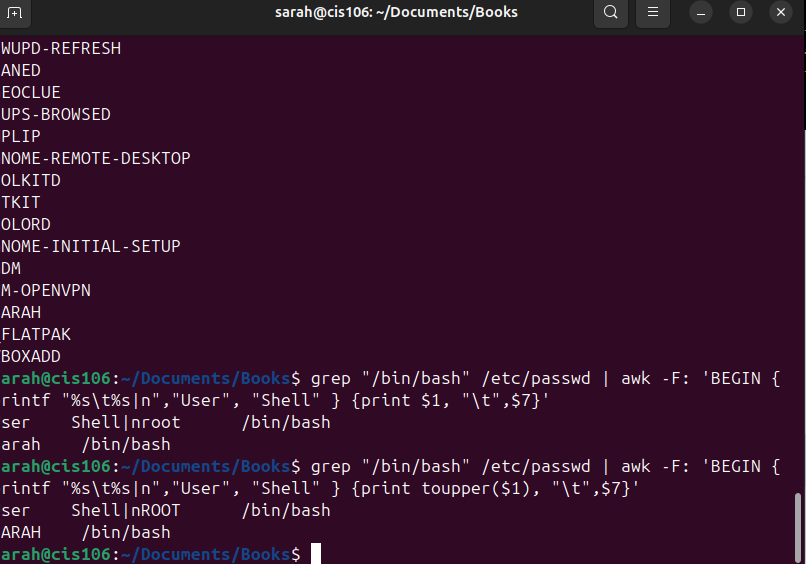 sarah@cis106: ~/Documents/Books
WUPD-REFRESH
ANED
EOCLUE
UPS-BROWSED
PLIP
NOME-REMOTE-DESKTOP
OLKITD
TKIT
OLORD
NOME-INITIAL-SETUP
DM
M-OPENVPN
ARAH
_FLATPAK
BOXADD
arah@cis106:~/Documents/Books$ grep "/bin/bash" /etc/passwd | awk -F: 'BEGIN {
rintf "%s\t%s|n","User", "Shell" } {print $1, "\t",$7}'
ser    Shell|nroot      /bin/bash
arah    /bin/bash
arah@cis106:~/Documents/Books$ grep "/bin/bash" /etc/passwd | awk -F: 'BEGIN {
rintf "%s\t%s|n","User", "Shell" } {print toupper($1), "\t",$7}'
ser    Shell|nROOT      /bin/bash
ARAH    /bin/bash
arah@cis106:~/Documents/Books$